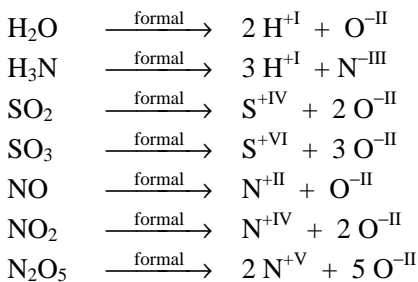 H₂O —formal→ 2 H⁺ᴵ + O⁻ᴵᴵ
H₃N —formal→ 3 H⁺ᴵ + N⁻ᴵᴵᴵ
SO₂ —formal→ S⁺ᴵⱽ + 2 O⁻ᴵᴵ
SO₃ —formal→ S⁺ⱽᴵ + 3 O⁻ᴵᴵ
NO —formal→ N⁺ᴵᴵ + O⁻ᴵᴵ
NO₂ —formal→ N⁺ᴵⱽ + 2 O⁻ᴵᴵ
N₂O₅ —formal→ 2 N⁺ⱽ + 5 O⁻ᴵᴵ